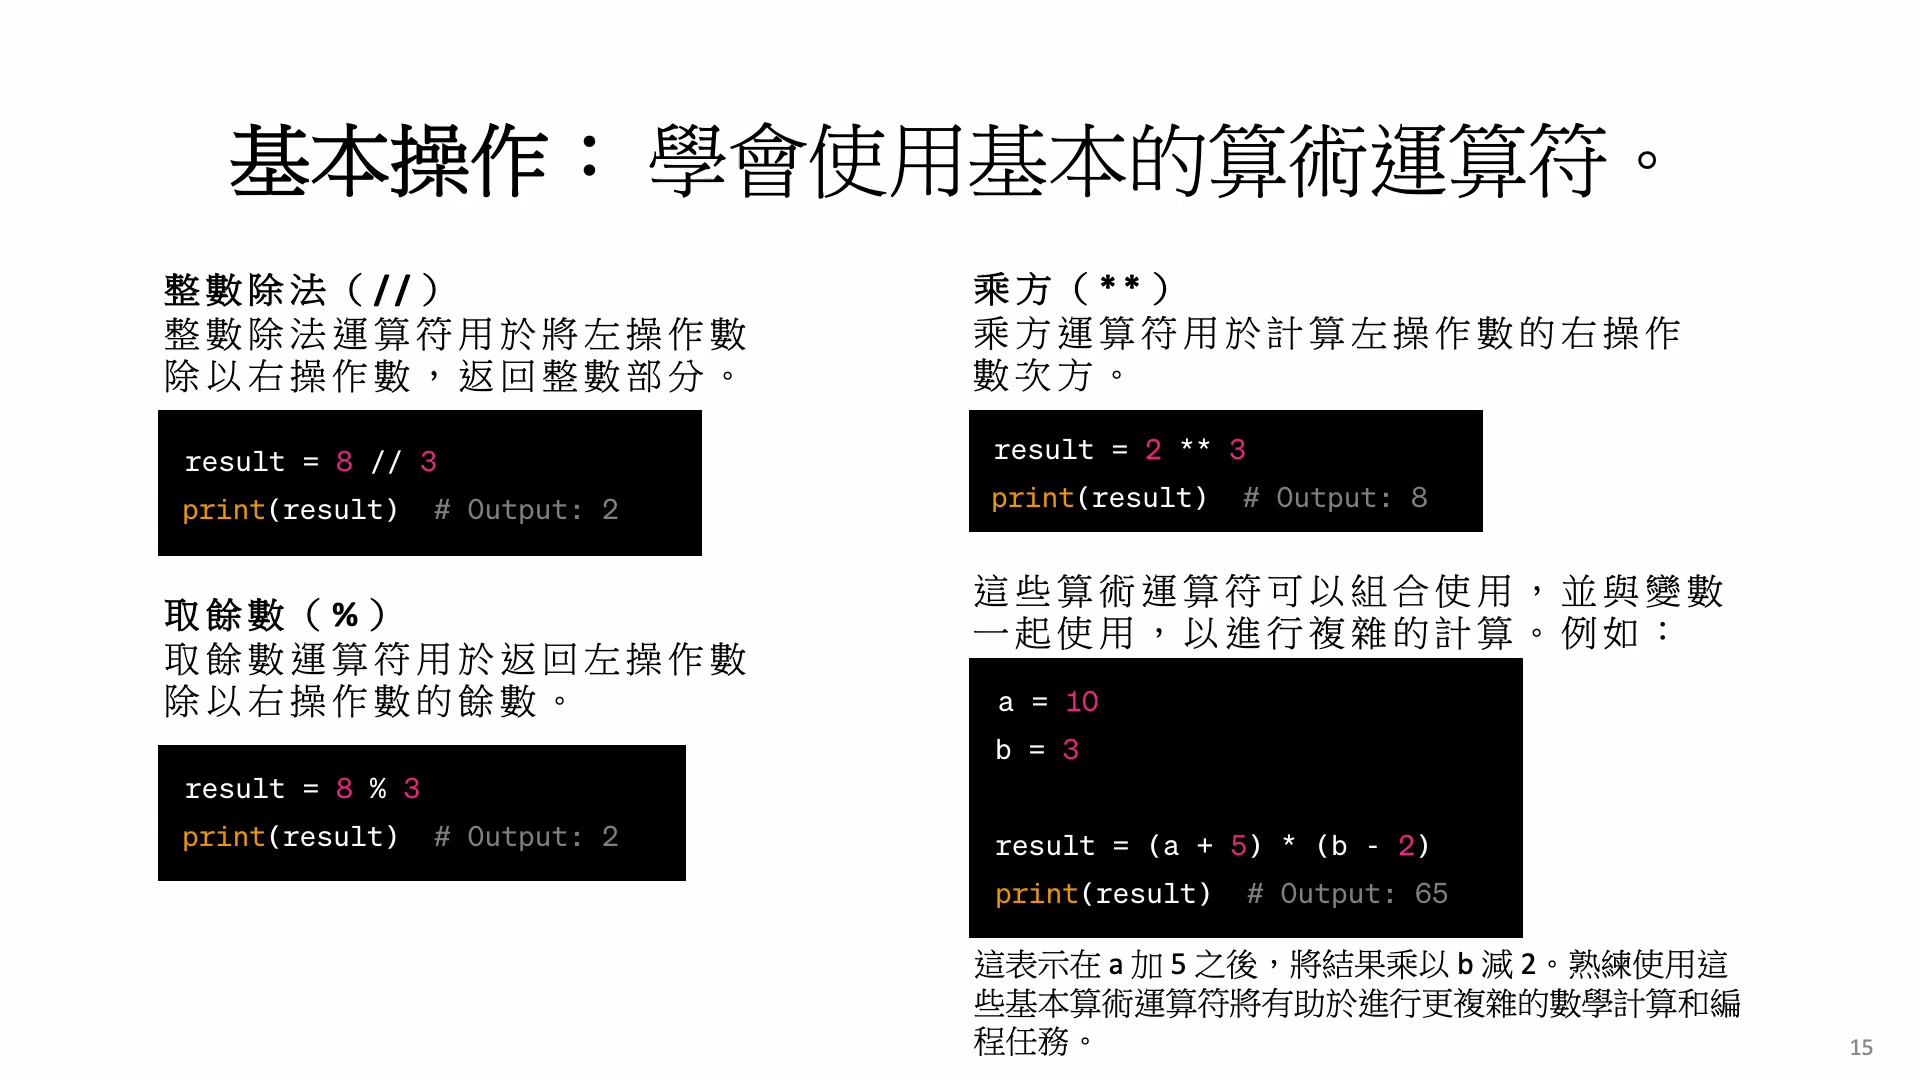 基本操作： 學會使用基本的算術運算符。
整數除法（//）
整數除法運算符用於將左操作數
除以右操作數，返回整數部分。
result = 8 // 3
print(result)  # Output: 2
取餘數（%）
取餘數運算符用於返回左操作數
除以右操作數的餘數。
result = 8 % 3
print(result)  # Output: 2
乘方（**）
乘方運算符用於計算左操作數的右操作
數次方。
result = 2 ** 3
print(result)  # Output: 8
這些算術運算符可以組合使用，並與變數
一起使用，以進行複雜的計算。例如：
a = 10
b = 3
result = (a + 5) * (b - 2)
print(result)  # Output: 65
這表示在 a 加 5 之後，將結果乘以 b 減 2。熟練使用這
些基本算術運算符將有助於進行更複雜的數學計算和編
程任務。
15